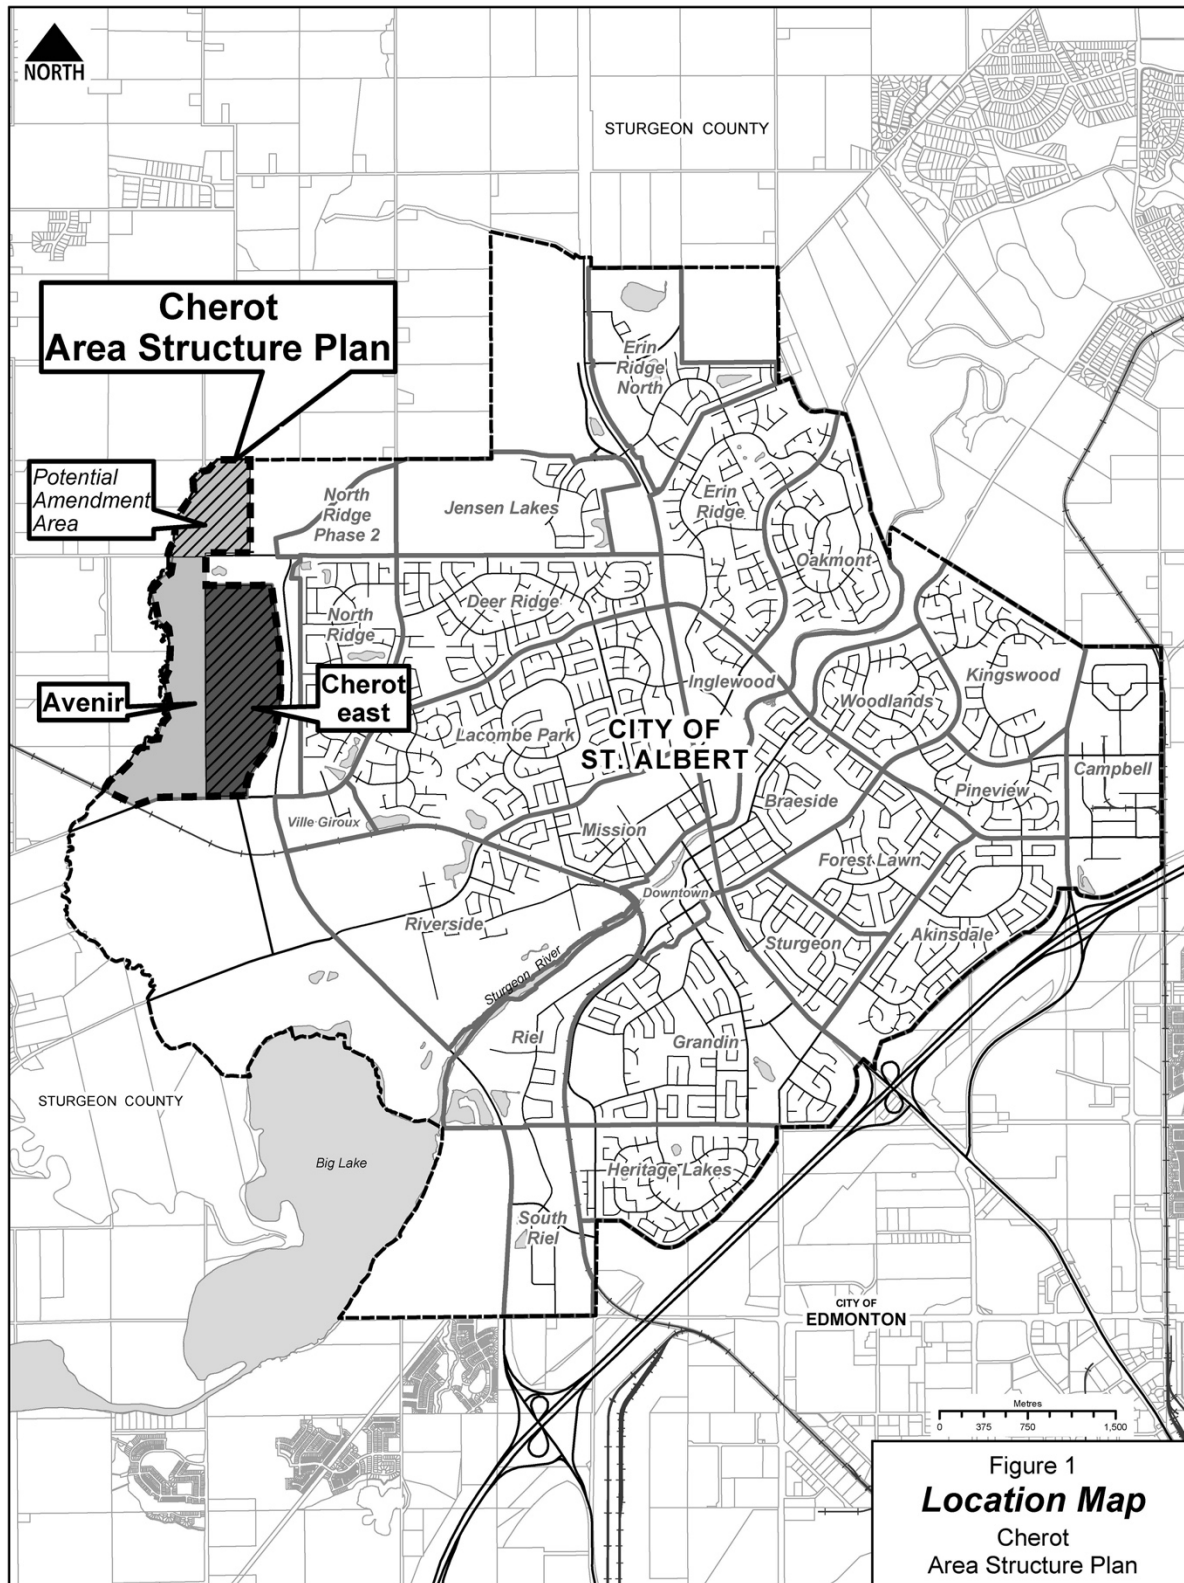 NORTH
STURGEON COUNTY
Cherot
Area Structure Plan
Erin
Ridge
North
Potential
Amendment
Area
North
Ridge
Phase 2
Jensen Lakes
Erin
Ridge
Oakmont
Deer Ridge
North
Ridge
Avenir
Cherot
east
Inglewood
Woodlands
Kingswood
Lacombe Park
CITY OF
ST. ALBERT
Campbell
Pineview
Braeside
Ville Giroux
Mission
Forest Lawn
Downtown
Riverside
Sturgeon
Akinsdale
Sturgeon River
Riel
Grandin
STURGEON COUNTY
Big Lake
Heritage Lakes
South
Riel
CITY OF
EDMONTON
Metres
0 375 750 1,500
Figure 1
Location Map
Cherot
Area Structure Plan